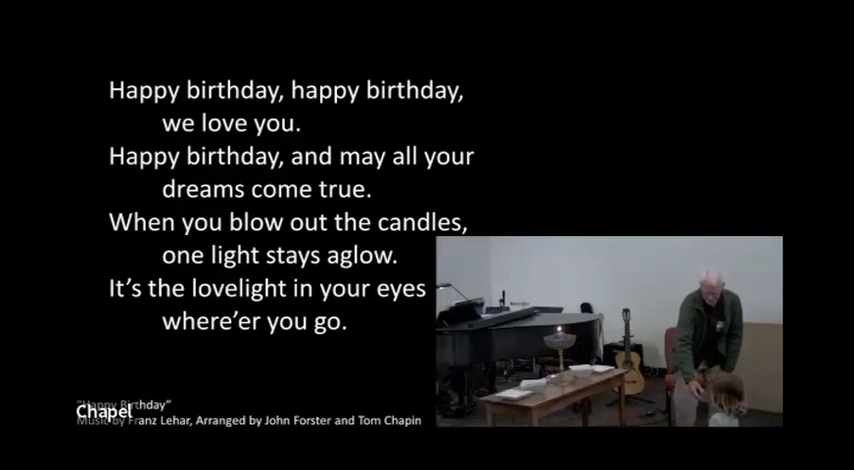 Happy birthday, happy birthday,
we love you.
Happy birthday, and may all your
dreams come true.
When you blow out the candles,
one light stays aglow.
It's the lovelight in your eyes
where'er you go.
"Happy Birthday"
Chapel
Music by Franz Lehar, Arranged by John Forster and Tom Chapin